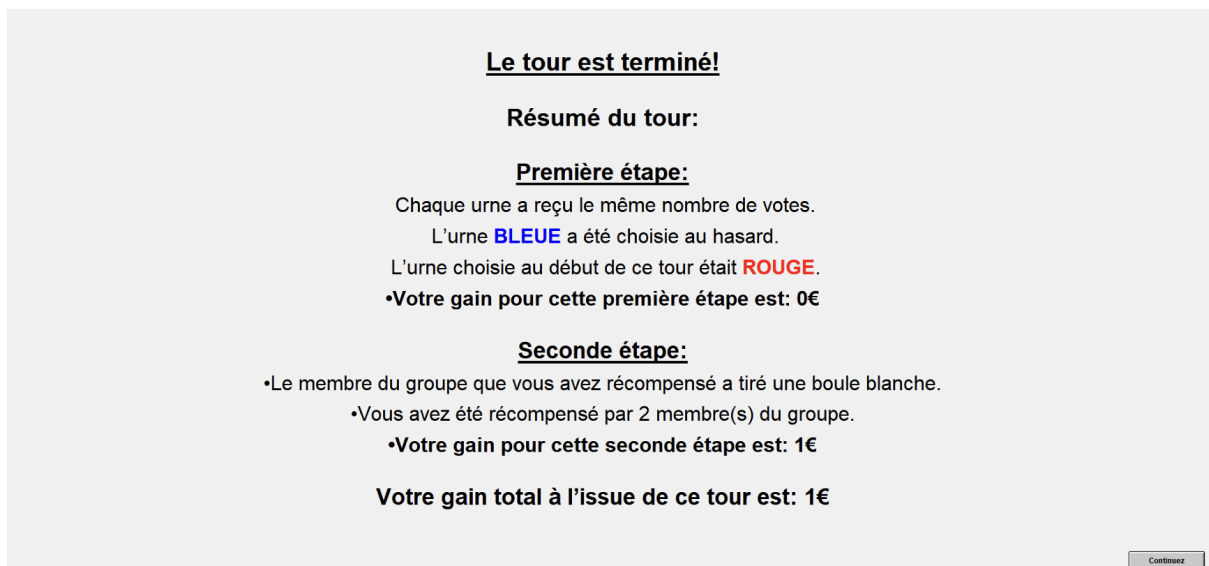 Le tour est terminé!
Résumé du tour:
Première étape:
Chaque urne a reçu le même nombre de votes.
L'urne BLEUE a été choisie au hasard.
L'urne choisie au début de ce tour était ROUGE.
•Votre gain pour cette première étape est: 0€
Seconde étape:
•Le membre du groupe que vous avez récompensé a tiré une boule blanche.
•Vous avez été récompensé par 2 membre(s) du groupe.
•Votre gain pour cette seconde étape est: 1€
Votre gain total à l'issue de ce tour est: 1€
Continuez